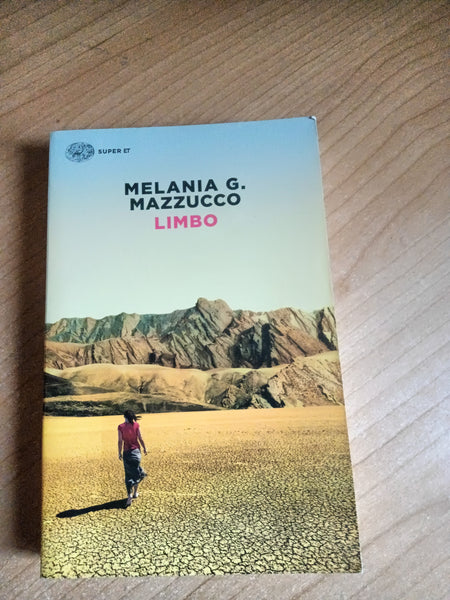 SUPER ET
MELANIA G.
MAZZUCCO
LIMBO